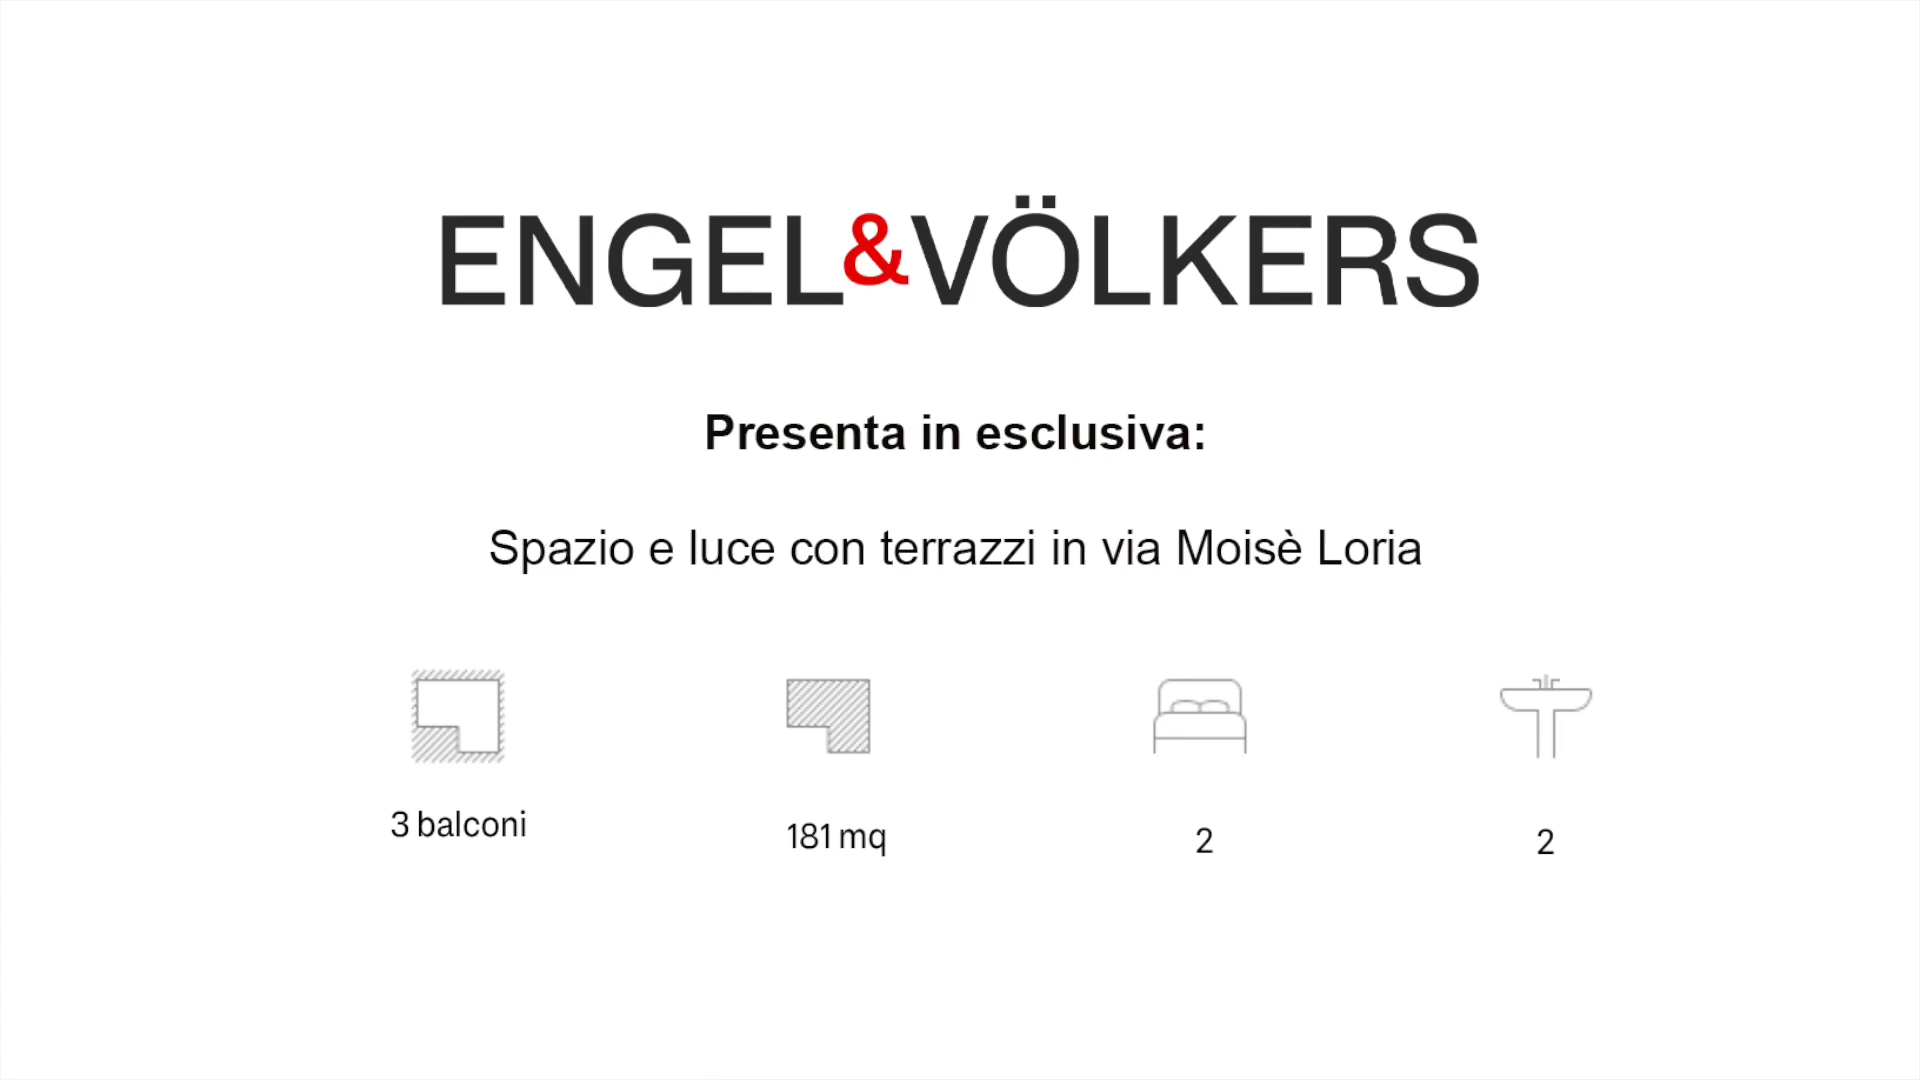 ENGEL&VÖLKERS
Presenta in esclusiva:
Spazio e luce con terrazzi in via Moisè Loria
3 balconi
181 mq
2
2